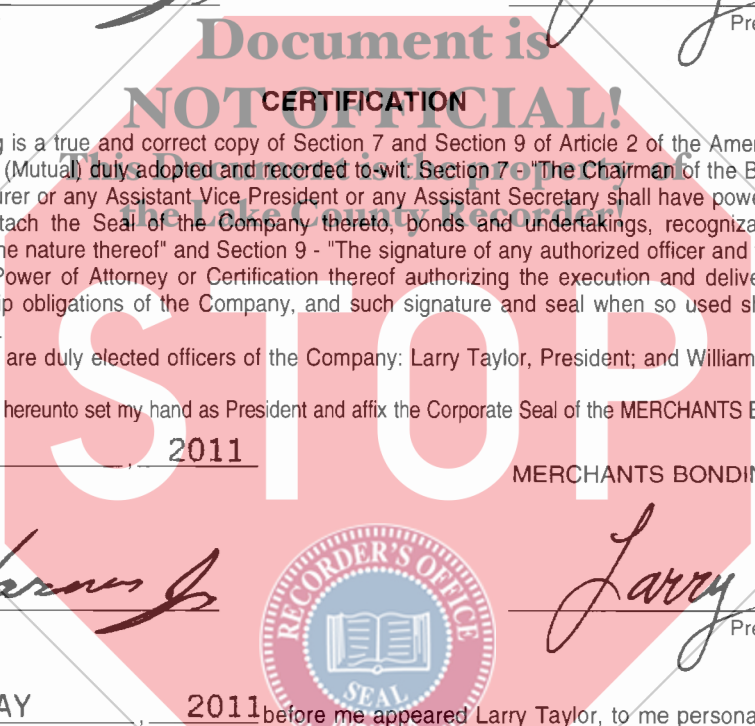 Pre
Document is
NOT OFFICIAL!
CERTIFICATION
is a true and correct copy of Section 7 and Section 9 of Article 2 of the Amer
This Document is the property of
(Mutual) duly adopted and recorded to-wit: Section 7 - "The Chairman of the B
urer or any Assistant Vice President or any Assistant Secretary shall have powe
the Lake County Recorder!
ttach the Seal of the Company thereto, bonds and undertakings, recogniza
ne nature thereof" and Section 9 - "The signature of any authorized officer and
Power of Attorney or Certification thereof authorizing the execution and delive
ip obligations of the Company, and such signature and seal when so used sh
STOP
are duly elected officers of the Company: Larry Taylor, President; and William
hereunto set my hand as President and affix the Corporate Seal of the MERCHANTS B
, 2011
MERCHANTS BONDIN
Larry
Pre
RECORDER'S OFFICE
SEAL
AY , 2011 before me appeared Larry Taylor, to me persona